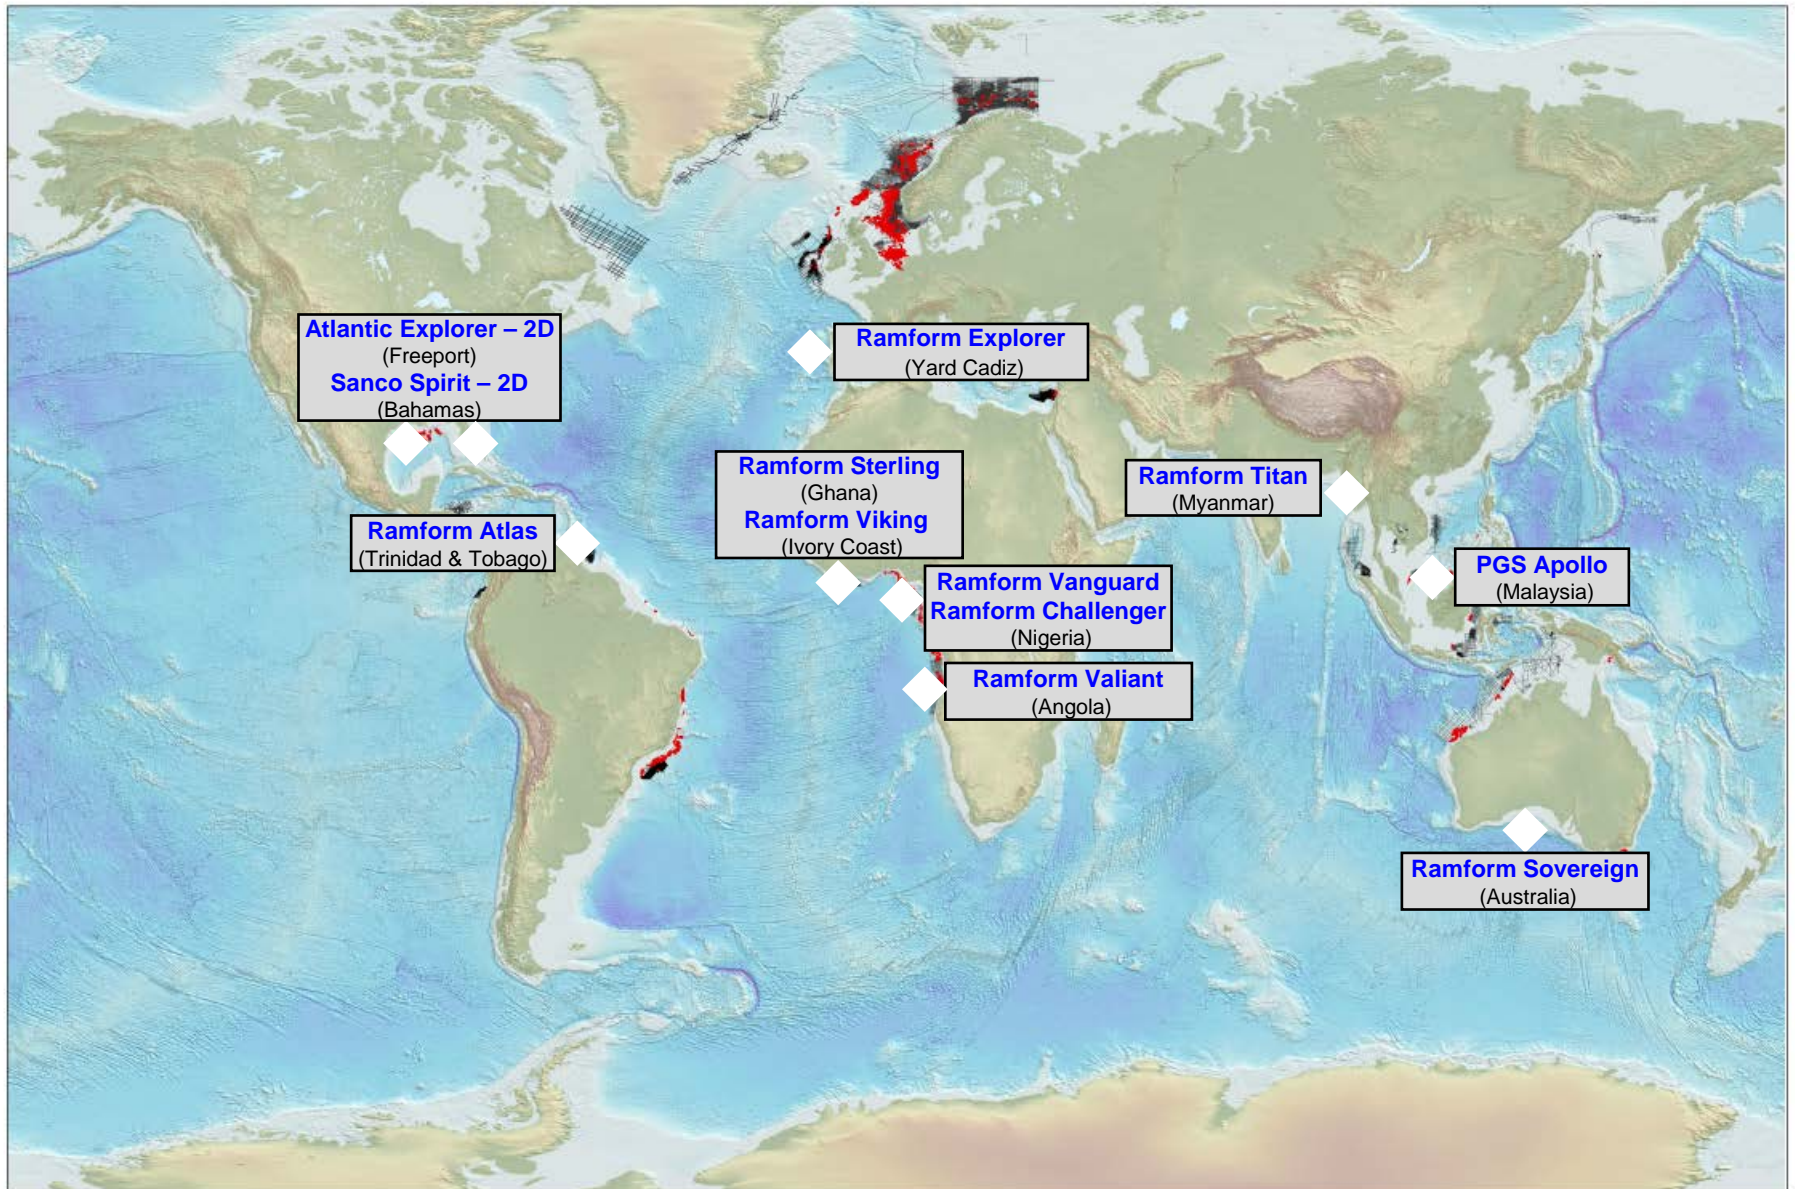 Atlantic Explorer – 2D
(Freeport)
Sanco Spirit – 2D
(Bahamas)
Ramform Explorer
(Yard Cadiz)
Ramform Sterling
(Ghana)
Ramform Viking
(Ivory Coast)
Ramform Titan
(Myanmar)
Ramform Atlas
(Trinidad & Tobago)
PGS Apollo
(Malaysia)
Ramform Vanguard
Ramform Challenger
(Nigeria)
Ramform Valiant
(Angola)
Ramform Sovereign
(Australia)